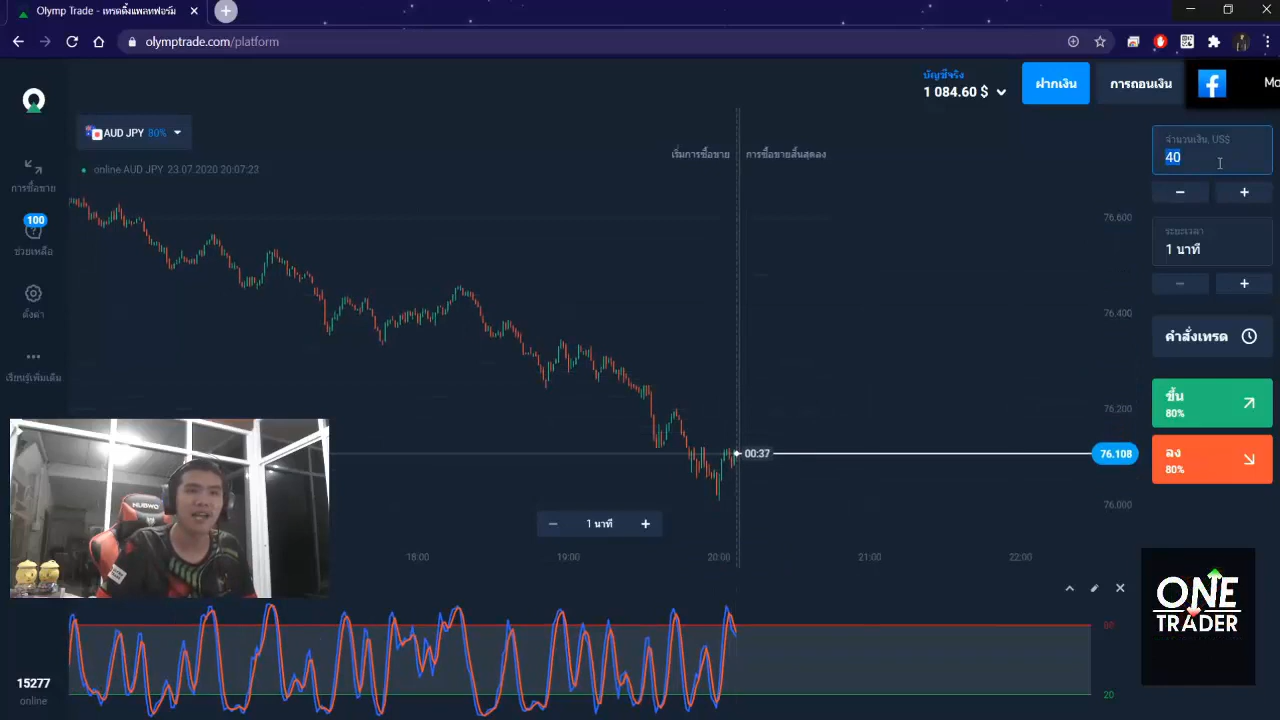 Olymp Trade - เทรดดิ้งแพลทฟอร์ม
olymptrade.com/platform
บัญชีจริง
1 084.60 $
ฝากเงิน
การถอนเงิน
Mo
AUD JPY 80%
online AUD JPY 23.07.2020 20:07:23
เริ่มการซื้อขาย
การซื้อขายสิ้นสุดลง
จำนวนเงิน, US$
40
ระยะเวลา
1 นาที
คำสั่งเทรด
ขึ้น
80%
ลง
80%
การซื้อขาย
100
ช่วยเหลือ
ตั้งค่า
เรียนรู้เพิ่มเติม
76.600
76.400
76.200
76.108
76.000
00:37
1 นาที
18:00
19:00
20:00
21:00
22:00
HUBWO
ONE
TRADER
80
20
15277
online